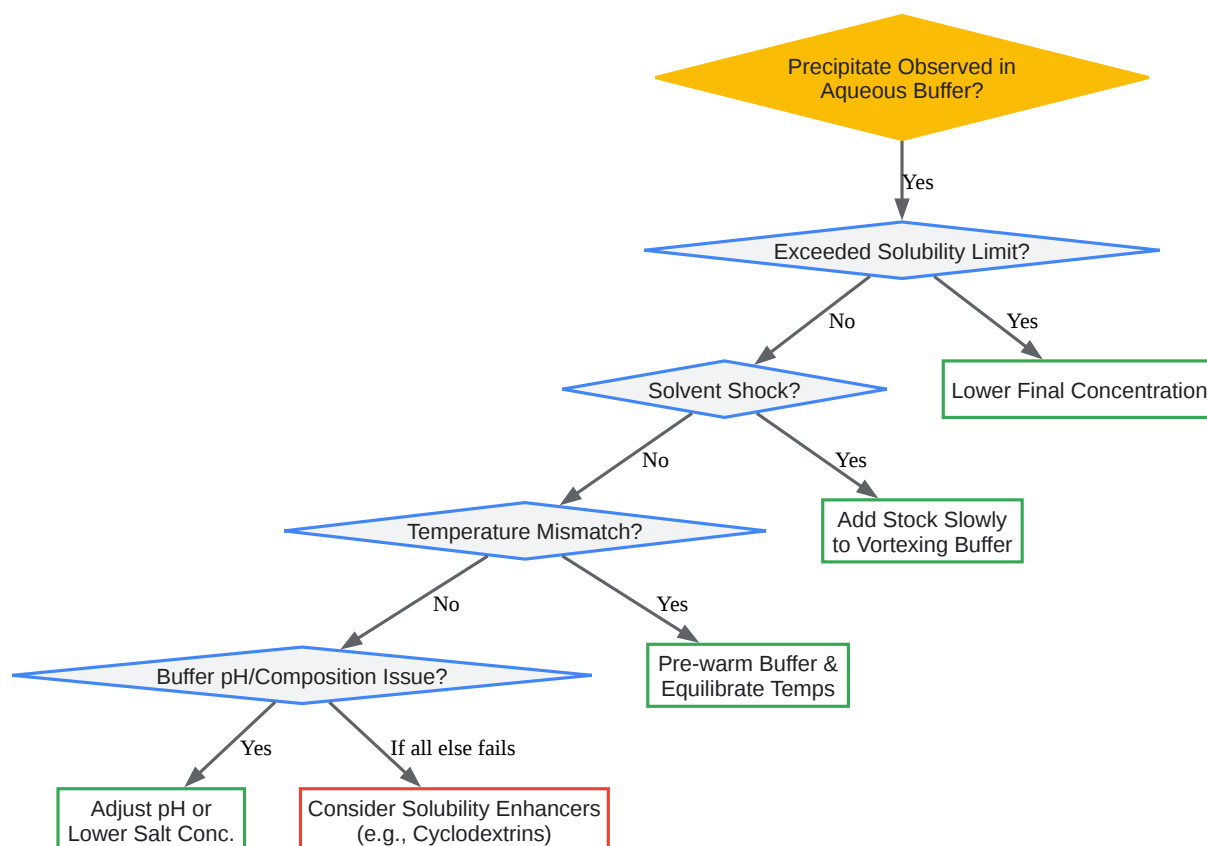 Precipitate Observed in
Aqueous Buffer?
Yes
Exceeded Solubility Limit?
No
Yes
Solvent Shock?
Lower Final Concentration
No
Yes
Temperature Mismatch?
Add Stock Slowly
to Vortexing Buffer
No
Yes
Buffer pH/Composition Issue?
Pre-warm Buffer &
Equilibrate Temps
Yes
If all else fails
Adjust pH or
Lower Salt Conc.
Consider Solubility Enhancers
(e.g., Cyclodextrins)